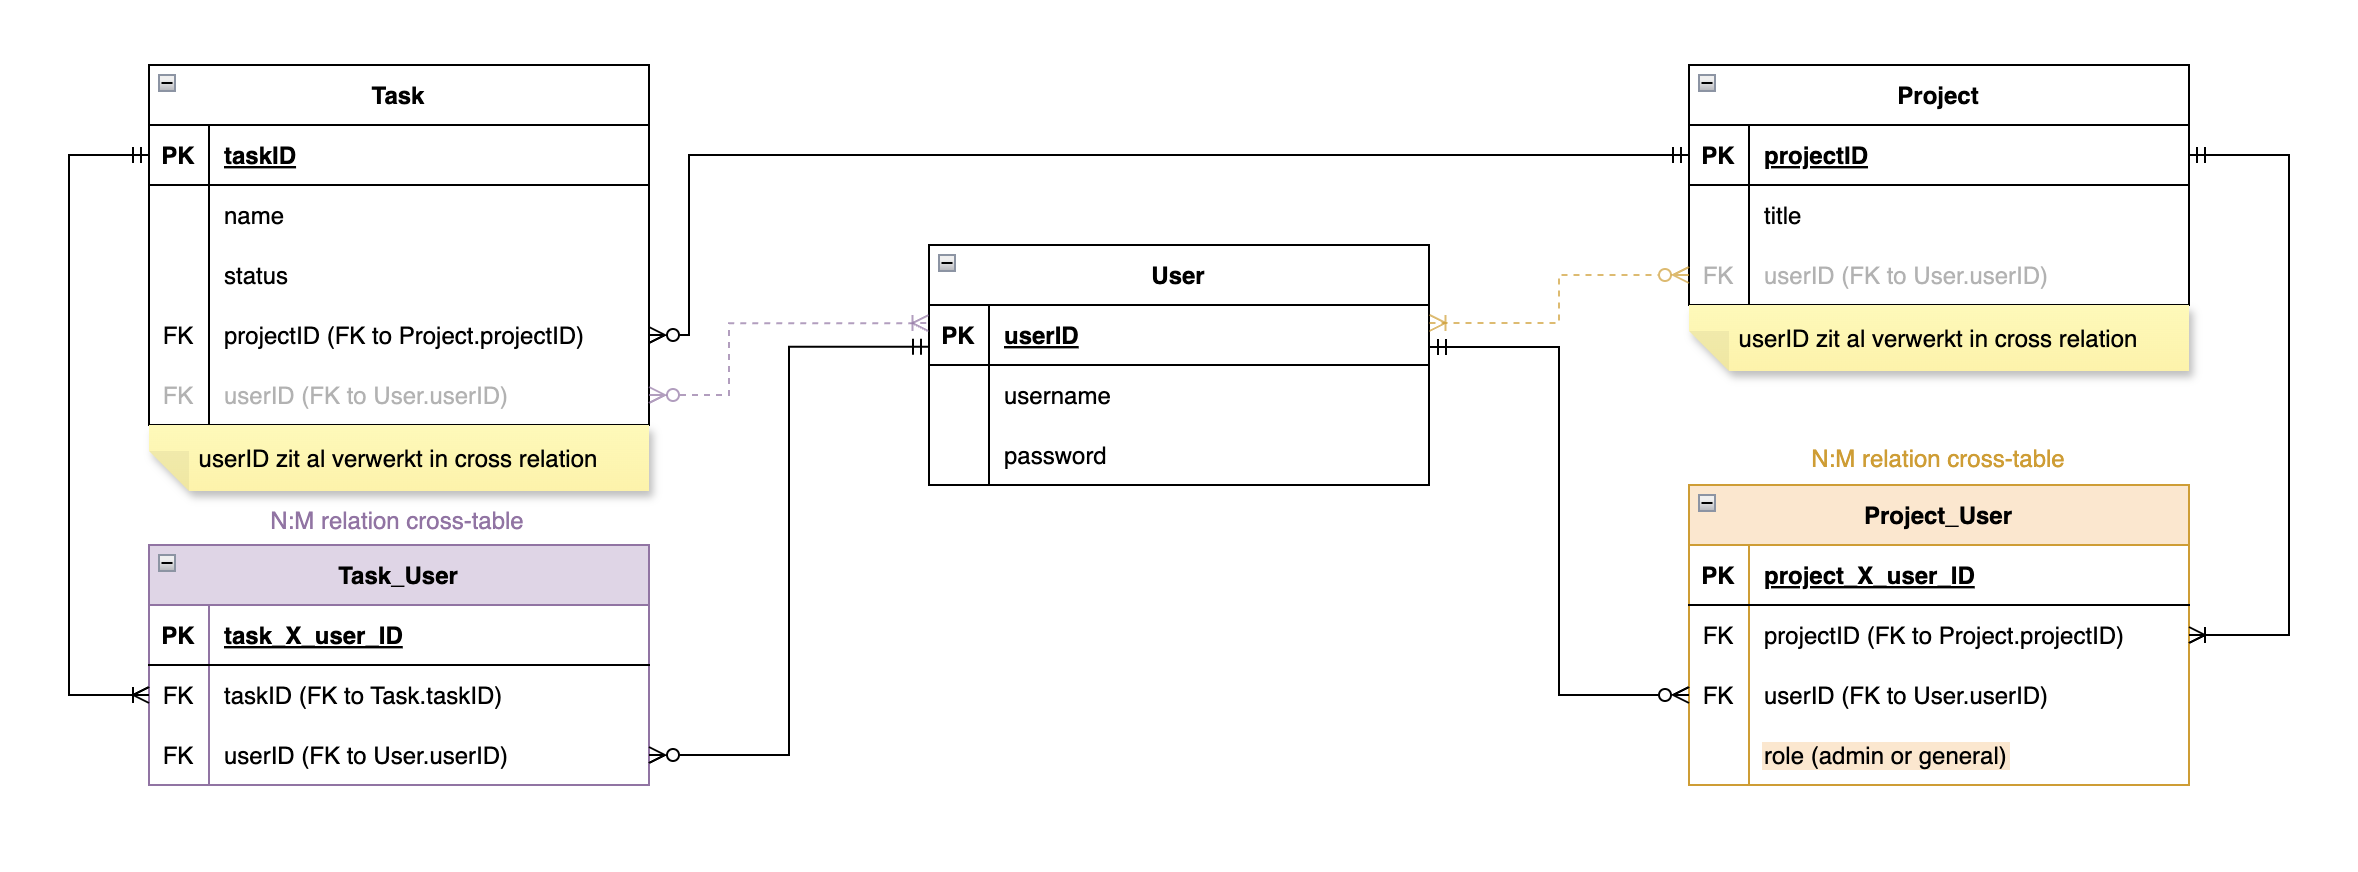 Task
PK taskID
name
status
FK projectID (FK to Project.projectID)
FK userID (FK to User.userID)
userID zit al verwerkt in cross relation
N:M relation cross-table
Task_User
PK task_X_user_ID
FK taskID (FK to Task.taskID)
FK userID (FK to User.userID)
User
PK userID
username
password
Project
PK projectID
title
FK userID (FK to User.userID)
userID zit al verwerkt in cross relation
N:M relation cross-table
Project_User
PK project_X_user_ID
FK projectID (FK to Project.projectID)
FK userID (FK to User.userID)
role (admin or general)